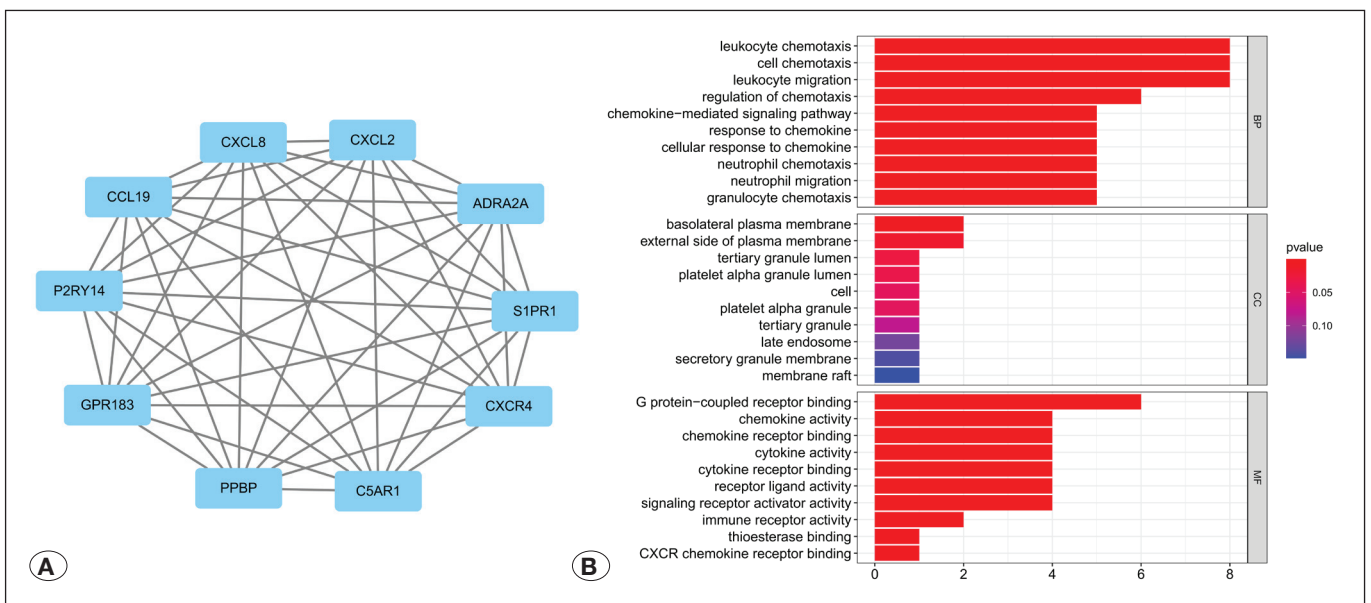 CXCL8
CXCL2
CCL19
ADRA2A
P2RY14
S1PR1
GPR183
CXCR4
PPBP
C5AR1
A
leukocyte chemotaxis
cell chemotaxis
leukocyte migration
regulation of chemotaxis
chemokine−mediated signaling pathway
response to chemokine
cellular response to chemokine
neutrophil chemotaxis
neutrophil migration
granulocyte chemotaxis
BP
basolateral plasma membrane
external side of plasma membrane
tertiary granule lumen
platelet alpha granule lumen
cell
platelet alpha granule
tertiary granule
late endosome
secretory granule membrane
membrane raft
CC
G protein−coupled receptor binding
chemokine activity
chemokine receptor binding
cytokine activity
cytokine receptor binding
receptor ligand activity
signaling receptor activator activity
immune receptor activity
thioesterase binding
CXCR chemokine receptor binding
MF
0 2 4 6 8
pvalue
0.05
0.10
B